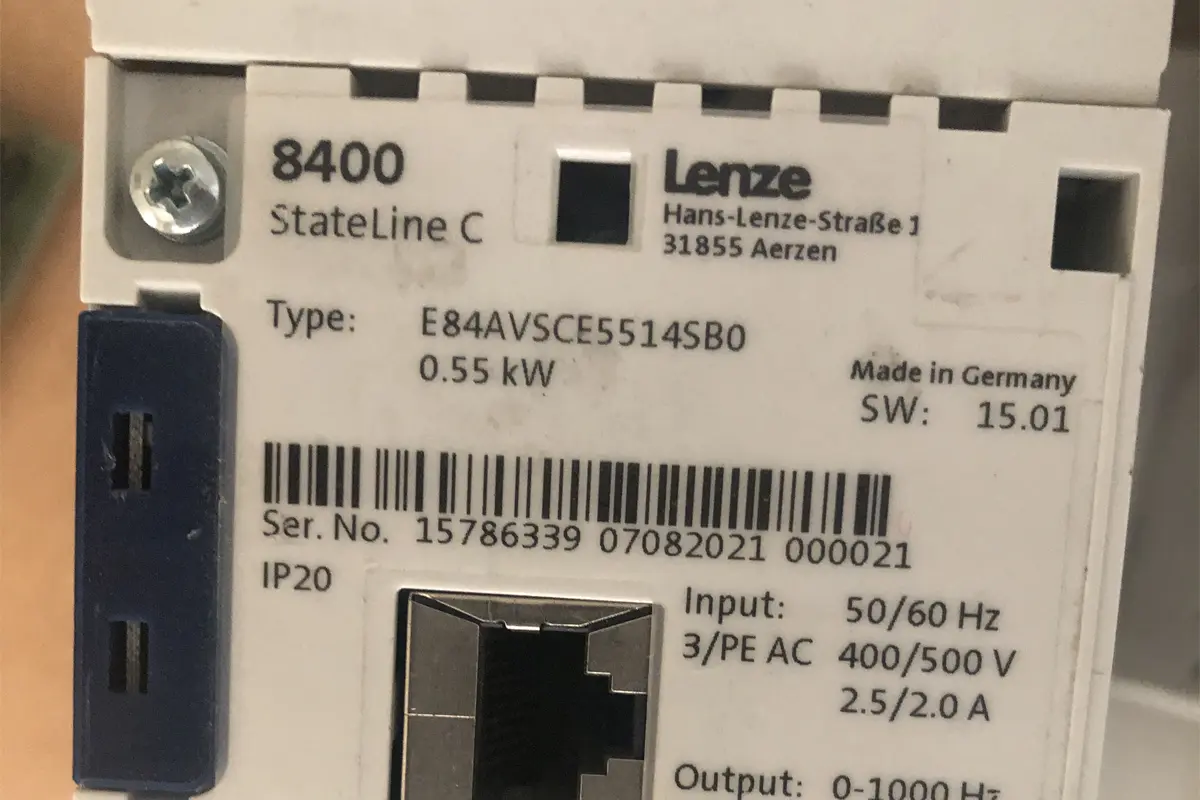 8400
StateLine C
Lenze
Hans-Lenze-Straße 1
31855 Aerzen
Type: E84AVSCE5514SB0
0.55 kW
Made in Germany
SW: 15.01
Ser. No. 15786339 07082021 000021
IP20
Input: 50/60 Hz
3/PE AC 400/500 V
2.5/2.0 A
Output: 0-1000 Hz